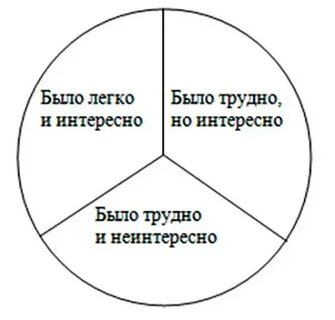 Было легко
и интересно
Было трудно,
но интересно
Было трудно
и неинтересно